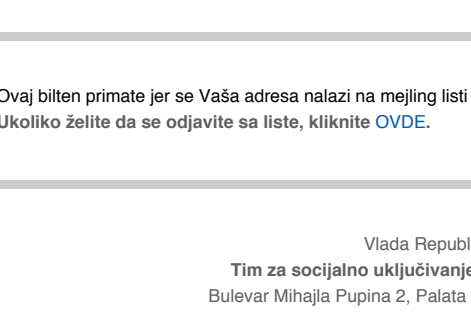 Ovaj bilten primate jer se Vaša adresa nalazi na mejling listi
Ukoliko želite da se odjavite sa liste, kliknite OVDE.
Vlada Republ
Tim za socijalno uključivanje
Bulevar Mihajla Pupina 2, Palata